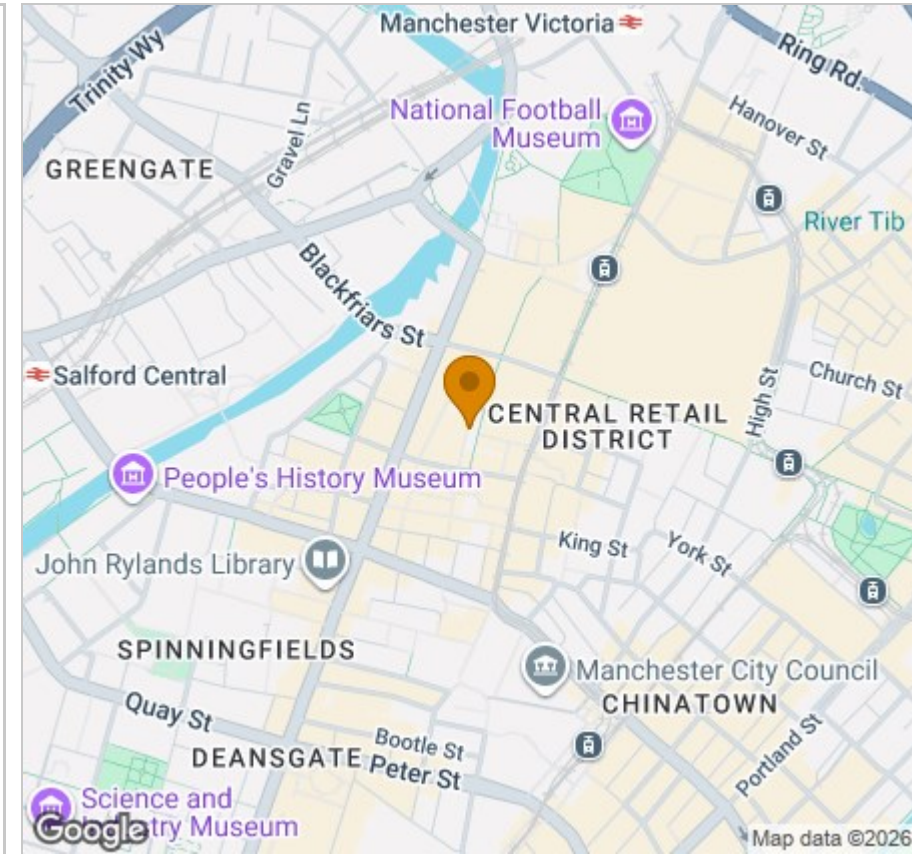 Manchester Victoria
Ring Rd.
Trinity Wy
National Football
Museum
Hanover St
Gravel Ln
GREENGATE
River Tib
Blackfriars St
Salford Central
High St
Church St
CENTRAL RETAIL
DISTRICT
People's History Museum
King St
York St
John Rylands Library
SPINNINGFIELDS
Manchester City Council
CHINATOWN
Quay St
Bootle St
DEANSGATE
Peter St
Portland St
Science and
Industry Museum
Google
Map data ©2026